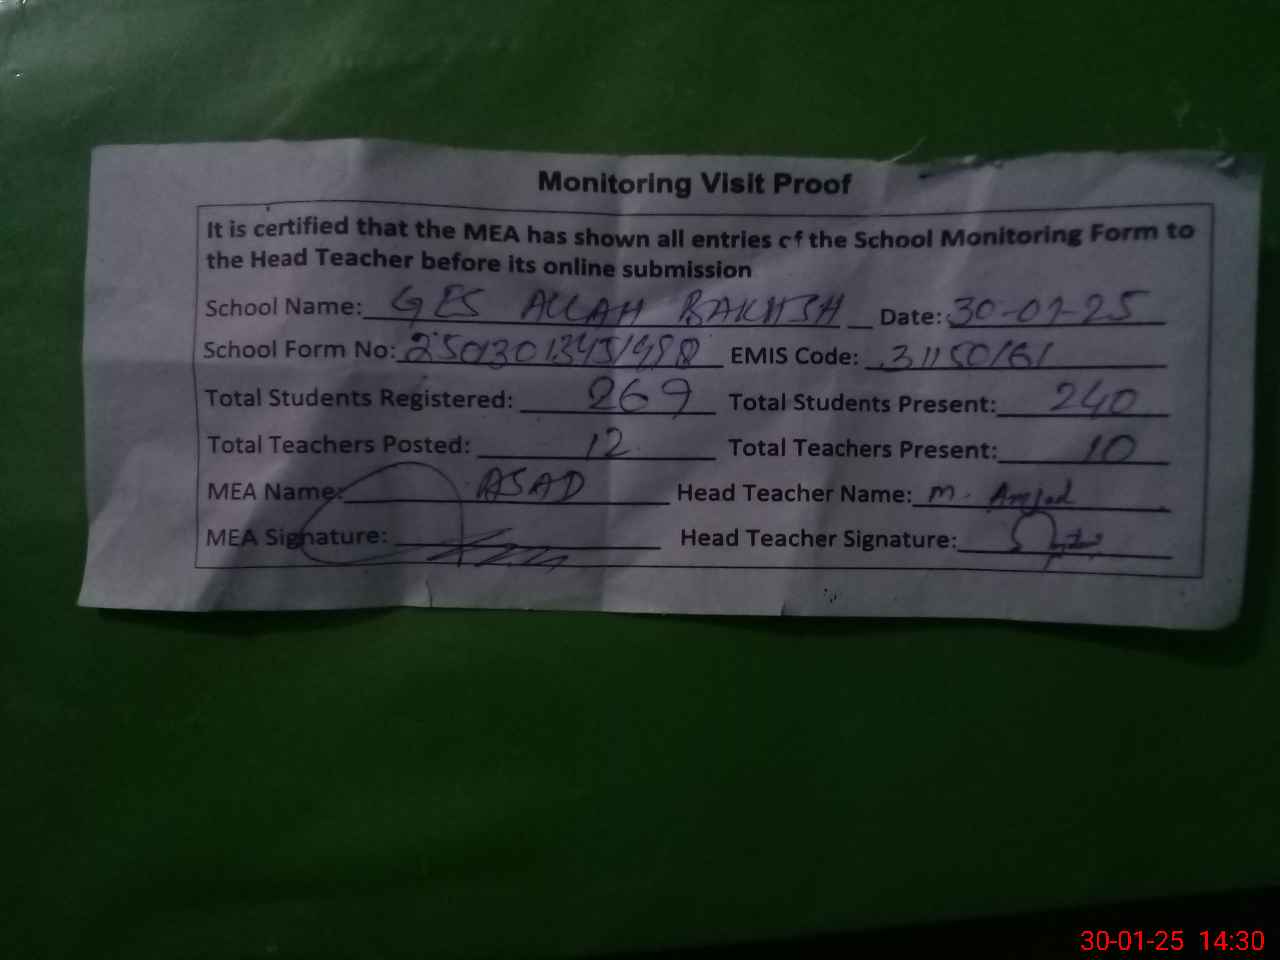 Monitoring Visit Proof
It is certified that the MEA has shown all entries of the School Monitoring Form to
the Head Teacher before its online submission
School Name: GES ALLAH BAKHSH Date: 30-01-25
School Form No: EMIS Code: 31150161
Total Students Registered: 269 Total Students Present: 240
Total Teachers Posted: 12 Total Teachers Present: 10
MEA Name: ASAD Head Teacher Name: M. Amjad
MEA Signature: Head Teacher Signature:
30-01-25 14:30